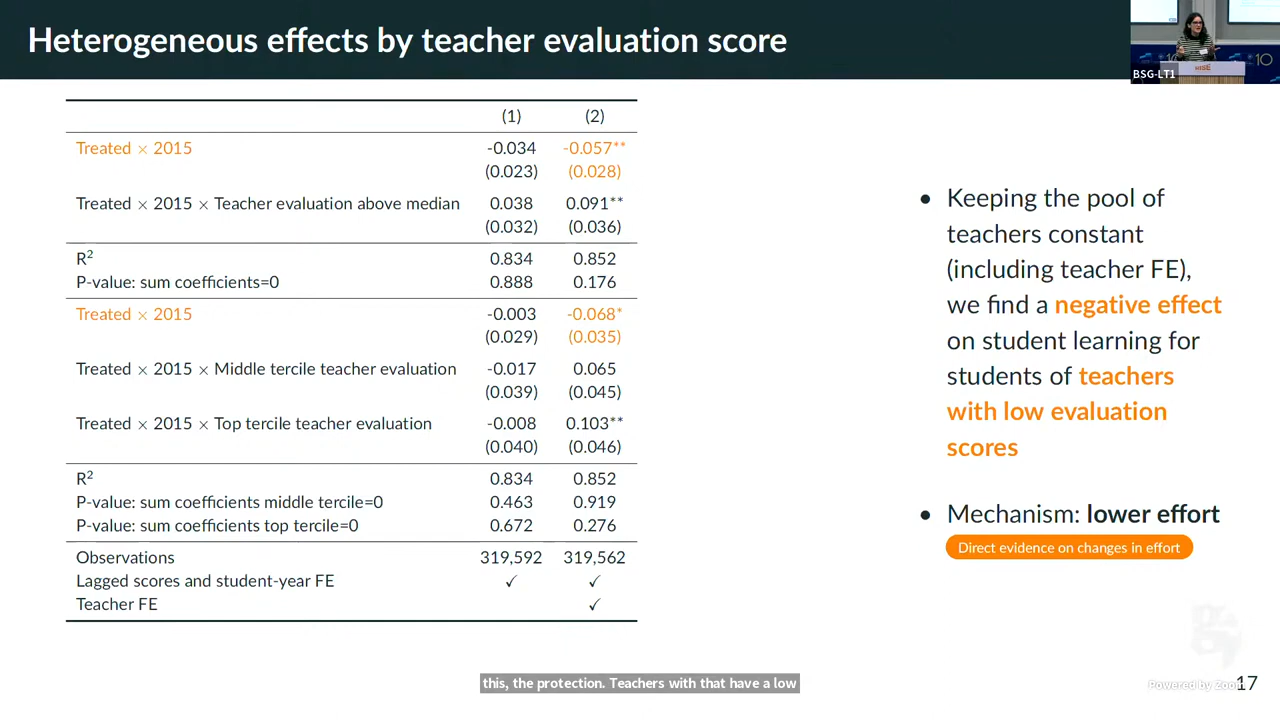 Heterogeneous effects by teacher evaluation score
BSG-LT1
(1) (2)
Treated × 2015 -0.034 -0.057**
(0.023) (0.028)
Treated × 2015 × Teacher evaluation above median 0.038 0.091**
(0.032) (0.036)
R² 0.834 0.852
P-value: sum coefficients=0 0.888 0.176
Treated × 2015 -0.003 -0.068*
(0.029) (0.035)
Treated × 2015 × Middle tercile teacher evaluation -0.017 0.065
(0.039) (0.045)
Treated × 2015 × Top tercile teacher evaluation -0.008 0.103**
(0.040) (0.046)
R² 0.834 0.852
P-value: sum coefficients middle tercile=0 0.463 0.919
P-value: sum coefficients top tercile=0 0.672 0.276
Observations 319,592 319,562
Lagged scores and student-year FE ✓ ✓
Teacher FE ✓
• Keeping the pool of
teachers constant
(including teacher FE),
we find a negative effect
on student learning for
students of teachers
with low evaluation
scores
• Mechanism: lower effort
Direct evidence on changes in effort
this, the protection. Teachers with that have a low
Powered by Zoom
17